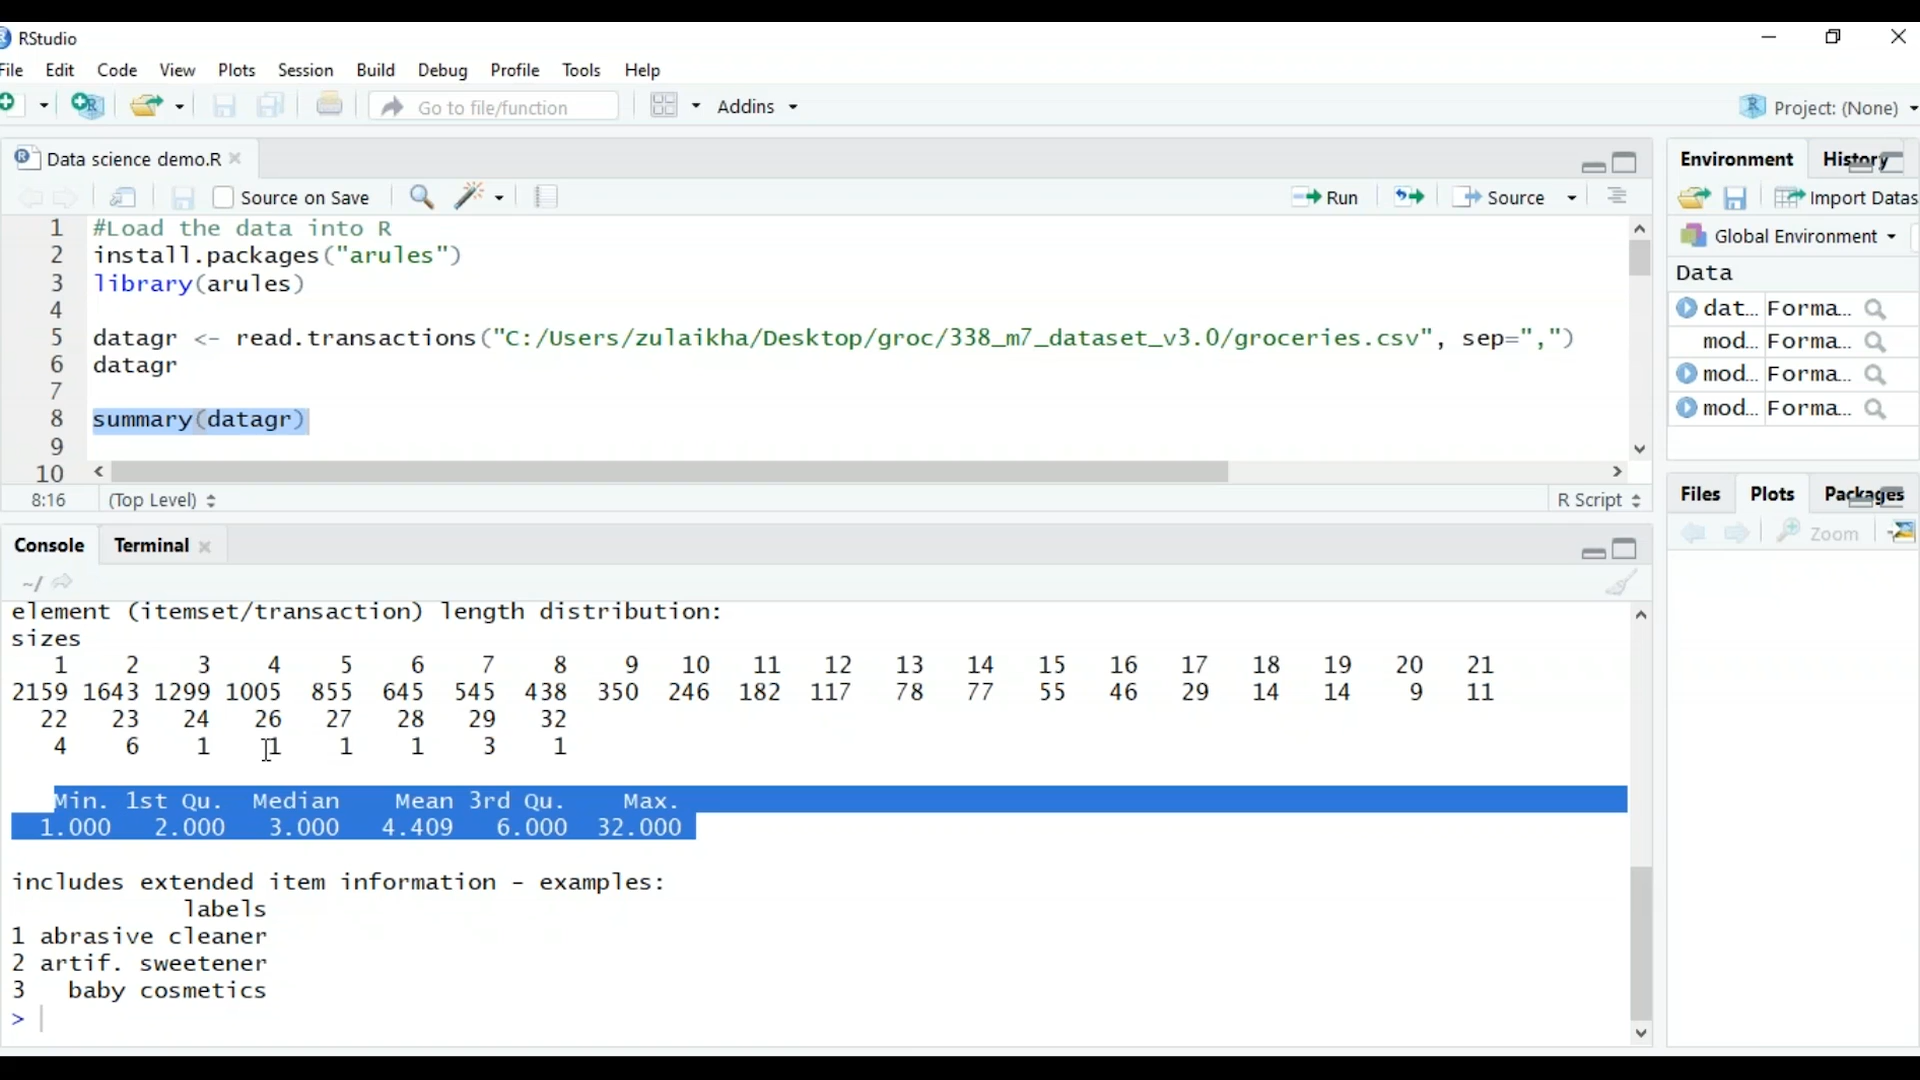 RStudio
File Edit Code View Plots Session Build Debug Profile Tools Help
Go to file/function Addins Project: (None)
Data science demo.R
Source on Save Run Source
1 #Load the data into R
2 install.packages("arules")
3 library(arules)
4
5 datagr <- read.transactions("C:/Users/zulaikha/Desktop/groc/338_m7_dataset_v3.0/groceries.csv", sep=",")
6 datagr
7
8 summary(datagr)
9
10
8:16 (Top Level) R Script
Console Terminal
~/
element (itemset/transaction) length distribution:
sizes
1 2 3 4 5 6 7 8 9 10 11 12 13 14 15 16 17 18 19 20 21
2159 1643 1299 1005 855 645 545 438 350 246 182 117 78 77 55 46 29 14 14 9 11
22 23 24 26 27 28 29 32
4 6 1 1 1 1 3 1
Min. 1st Qu. Median Mean 3rd Qu. Max.
1.000 2.000 3.000 4.409 6.000 32.000
includes extended item information - examples:
labels
1 abrasive cleaner
2 artif. sweetener
3 baby cosmetics
>
Environment History
Import Datas
Global Environment
Data
dat... Forma...
mod... Forma...
mod... Forma...
mod... Forma...
Files Plots Packages
Zoom